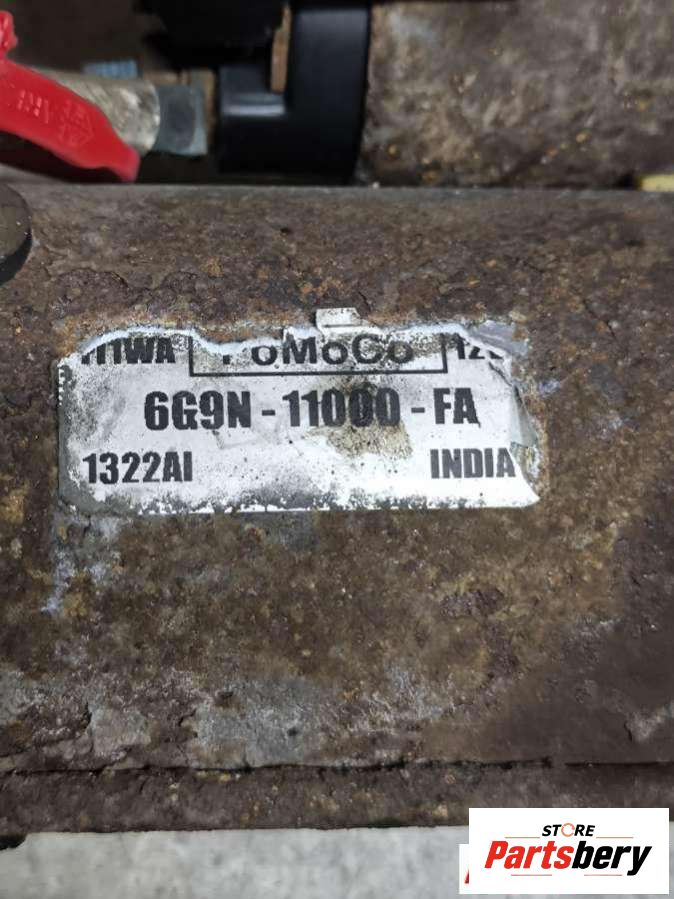 FoMoCo
6G9N - 11000 - FA
1322AI INDIA
STORE
Partsbery